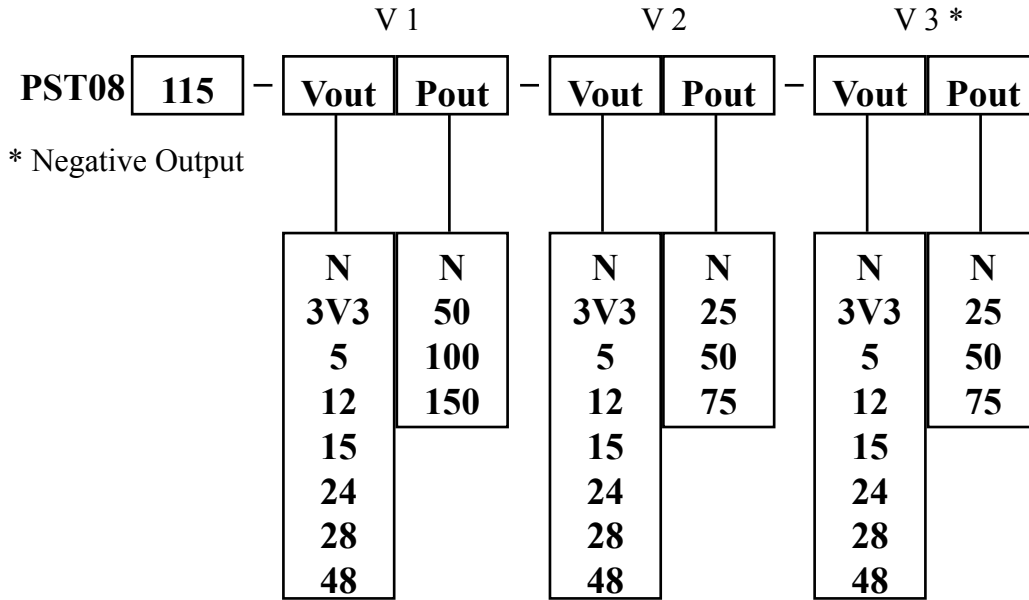 V 1 V 2 V 3 *
PST08 115 – Vout Pout – Vout Pout – Vout Pout
* Negative Output
N N N N N N
3V3 50 3V3 25 3V3 25
5 100 5 50 5 50
12 150 12 75 12 75
15 15 15
24 24 24
28 28 28
48 48 48